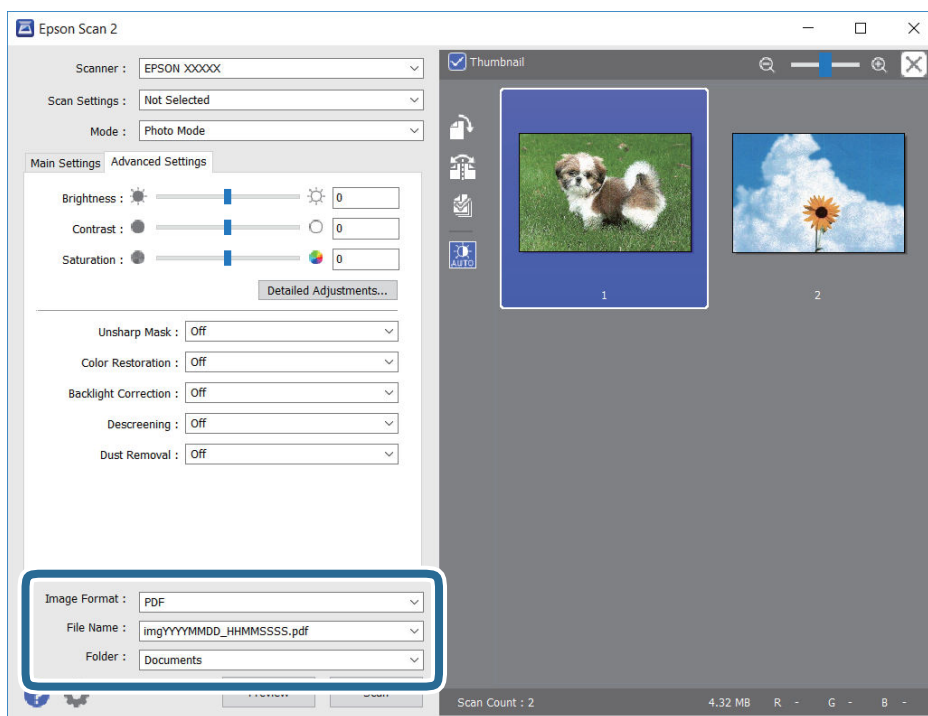 Epson Scan 2
Scanner : EPSON XXXXX
Scan Settings : Not Selected
Mode : Photo Mode
Main Settings Advanced Settings
Brightness : 0
Contrast : 0
Saturation : 0
Detailed Adjustments...
Unsharp Mask : Off
Color Restoration : Off
Backlight Correction : Off
Descreening : Off
Dust Removal : Off
Image Format : PDF
File Name : imgYYYYMMDD_HHMMSSSS.pdf
Folder : Documents
Preview Scan
Thumbnail
AUTO
1 2
Scan Count : 2 4.32 MB R - G - B -